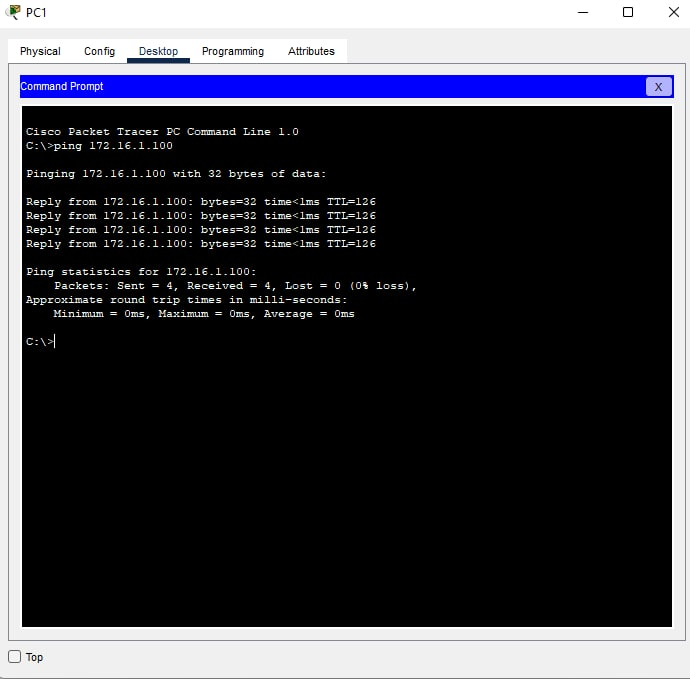 PC1
Physical Config Desktop Programming Attributes
Command Prompt X
Cisco Packet Tracer PC Command Line 1.0
C:\>ping 172.16.1.100
Pinging 172.16.1.100 with 32 bytes of data:
Reply from 172.16.1.100: bytes=32 time<1ms TTL=126
Reply from 172.16.1.100: bytes=32 time<1ms TTL=126
Reply from 172.16.1.100: bytes=32 time<1ms TTL=126
Reply from 172.16.1.100: bytes=32 time<1ms TTL=126
Ping statistics for 172.16.1.100:
Packets: Sent = 4, Received = 4, Lost = 0 (0% loss),
Approximate round trip times in milli-seconds:
Minimum = 0ms, Maximum = 0ms, Average = 0ms
C:\>
Top